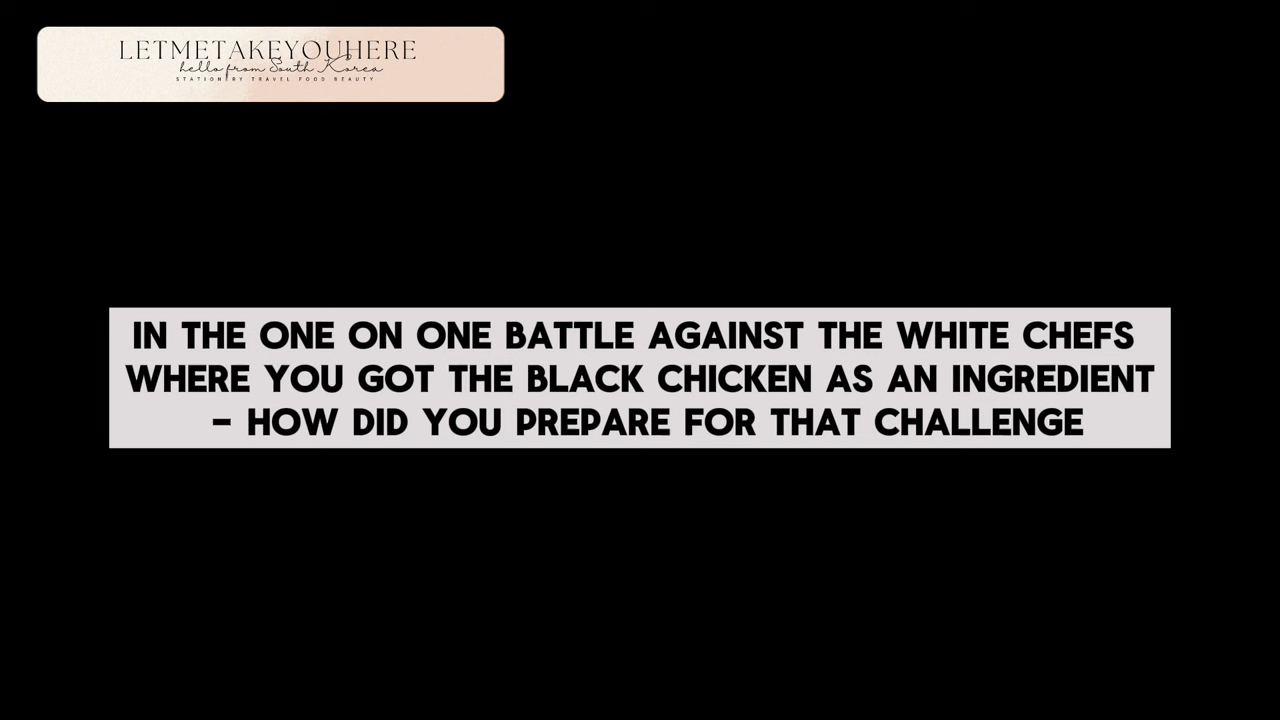 LETMETAKEYOUHERE
hello from South Korea
STATION BY TRAVEL FOOD BEAUTY
IN THE ONE ON ONE BATTLE AGAINST THE WHITE CHEFS
WHERE YOU GOT THE BLACK CHICKEN AS AN INGREDIENT
- HOW DID YOU PREPARE FOR THAT CHALLENGE